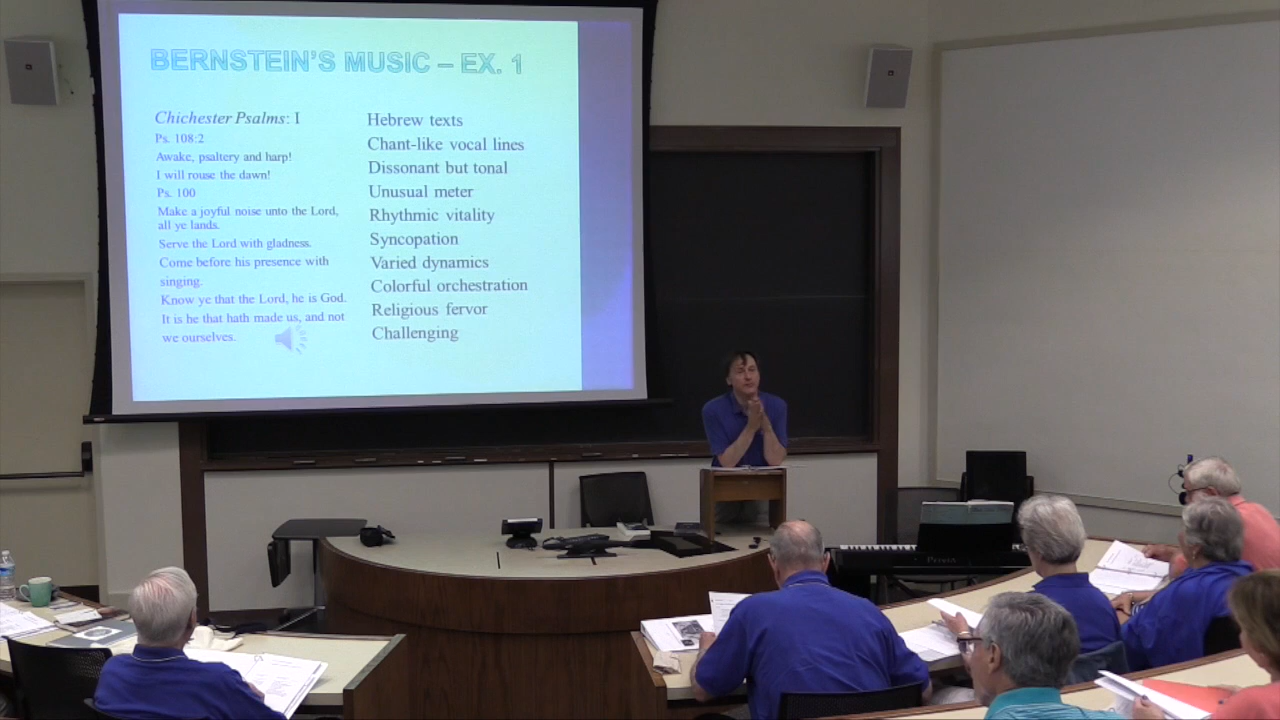 BERNSTEIN'S MUSIC – EX. 1
Chichester Psalms: I
Ps. 108:2
Awake, psaltery and harp!
I will rouse the dawn!
Ps. 100
Make a joyful noise unto the Lord,
all ye lands.
Serve the Lord with gladness.
Come before his presence with
singing.
Know ye that the Lord, he is God.
It is he that hath made us, and not
we ourselves.
Hebrew texts
Chant-like vocal lines
Dissonant but tonal
Unusual meter
Rhythmic vitality
Syncopation
Varied dynamics
Colorful orchestration
Religious fervor
Challenging